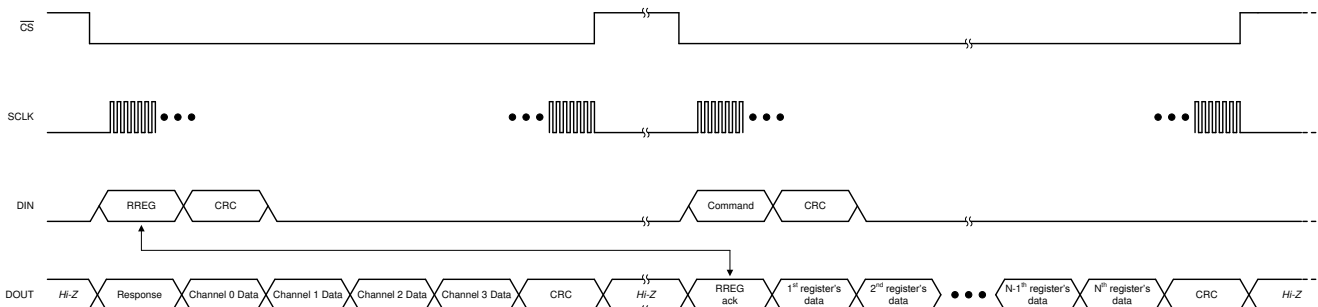 CS
SCLK
DIN
RREG
CRC
Command
CRC
DOUT
Hi-Z
Response
Channel 0 Data
Channel 1 Data
Channel 2 Data
Channel 3 Data
CRC
Hi-Z
RREG
ack
1st register's
data
2nd register's
data
N-1th register's
data
Nth register's
data
CRC
Hi-Z